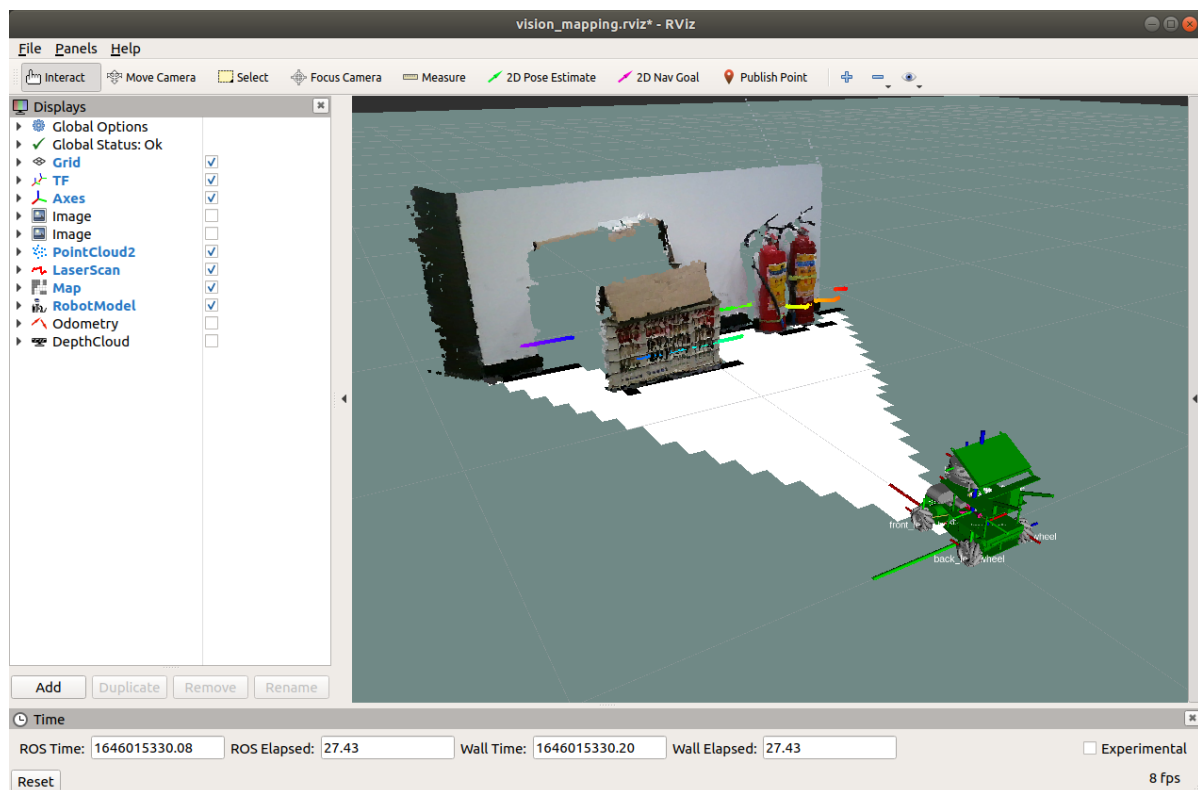 vision_mapping.rviz* - RViz
File Panels Help
Interact Move Camera Select Focus Camera Measure 2D Pose Estimate 2D Nav Goal Publish Point
Displays
Global Options
Global Status: Ok
Grid
TF
Axes
Image
Image
PointCloud2
LaserScan
Map
RobotModel
Odometry
DepthCloud
wheel
wheel
Add Duplicate Remove Rename
Time
ROS Time: 1646015330.08 ROS Elapsed: 27.43 Wall Time: 1646015330.20 Wall Elapsed: 27.43 Experimental
Reset 8 fps